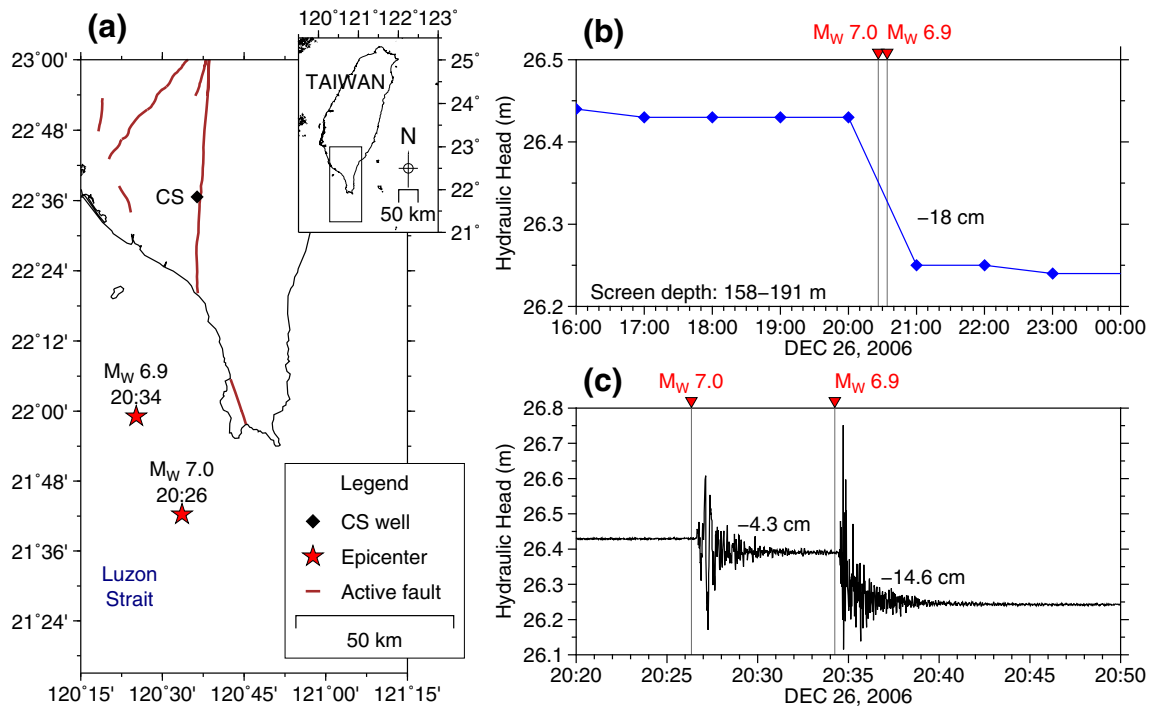 (a)
120˚ 121˚ 122˚ 123˚
23˚00'
22˚48'
22˚36'
22˚24'
22˚12'
22˚00'
21˚48'
21˚36'
21˚24'
120˚15' 120˚30' 120˚45' 121˚00' 121˚15'
TAIWAN
N
50 km
25˚
24˚
23˚
22˚
21˚
CS
MW 6.9
20:34
MW 7.0
20:26
Luzon
Strait
Legend
CS well
Epicenter
Active fault
50 km
(b)
MW 7.0 MW 6.9
Hydraulic Head (m)
26.5
26.4
26.3
26.2
−18 cm
Screen depth: 158−191 m
16:00 17:00 18:00 19:00 20:00 21:00 22:00 23:00 00:00
DEC 26, 2006
(c)
MW 7.0 MW 6.9
Hydraulic Head (m)
26.8
26.7
26.6
26.5
26.4
26.3
26.2
26.1
−4.3 cm
−14.6 cm
20:20 20:25 20:30 20:35 20:40 20:45 20:50
DEC 26, 2006